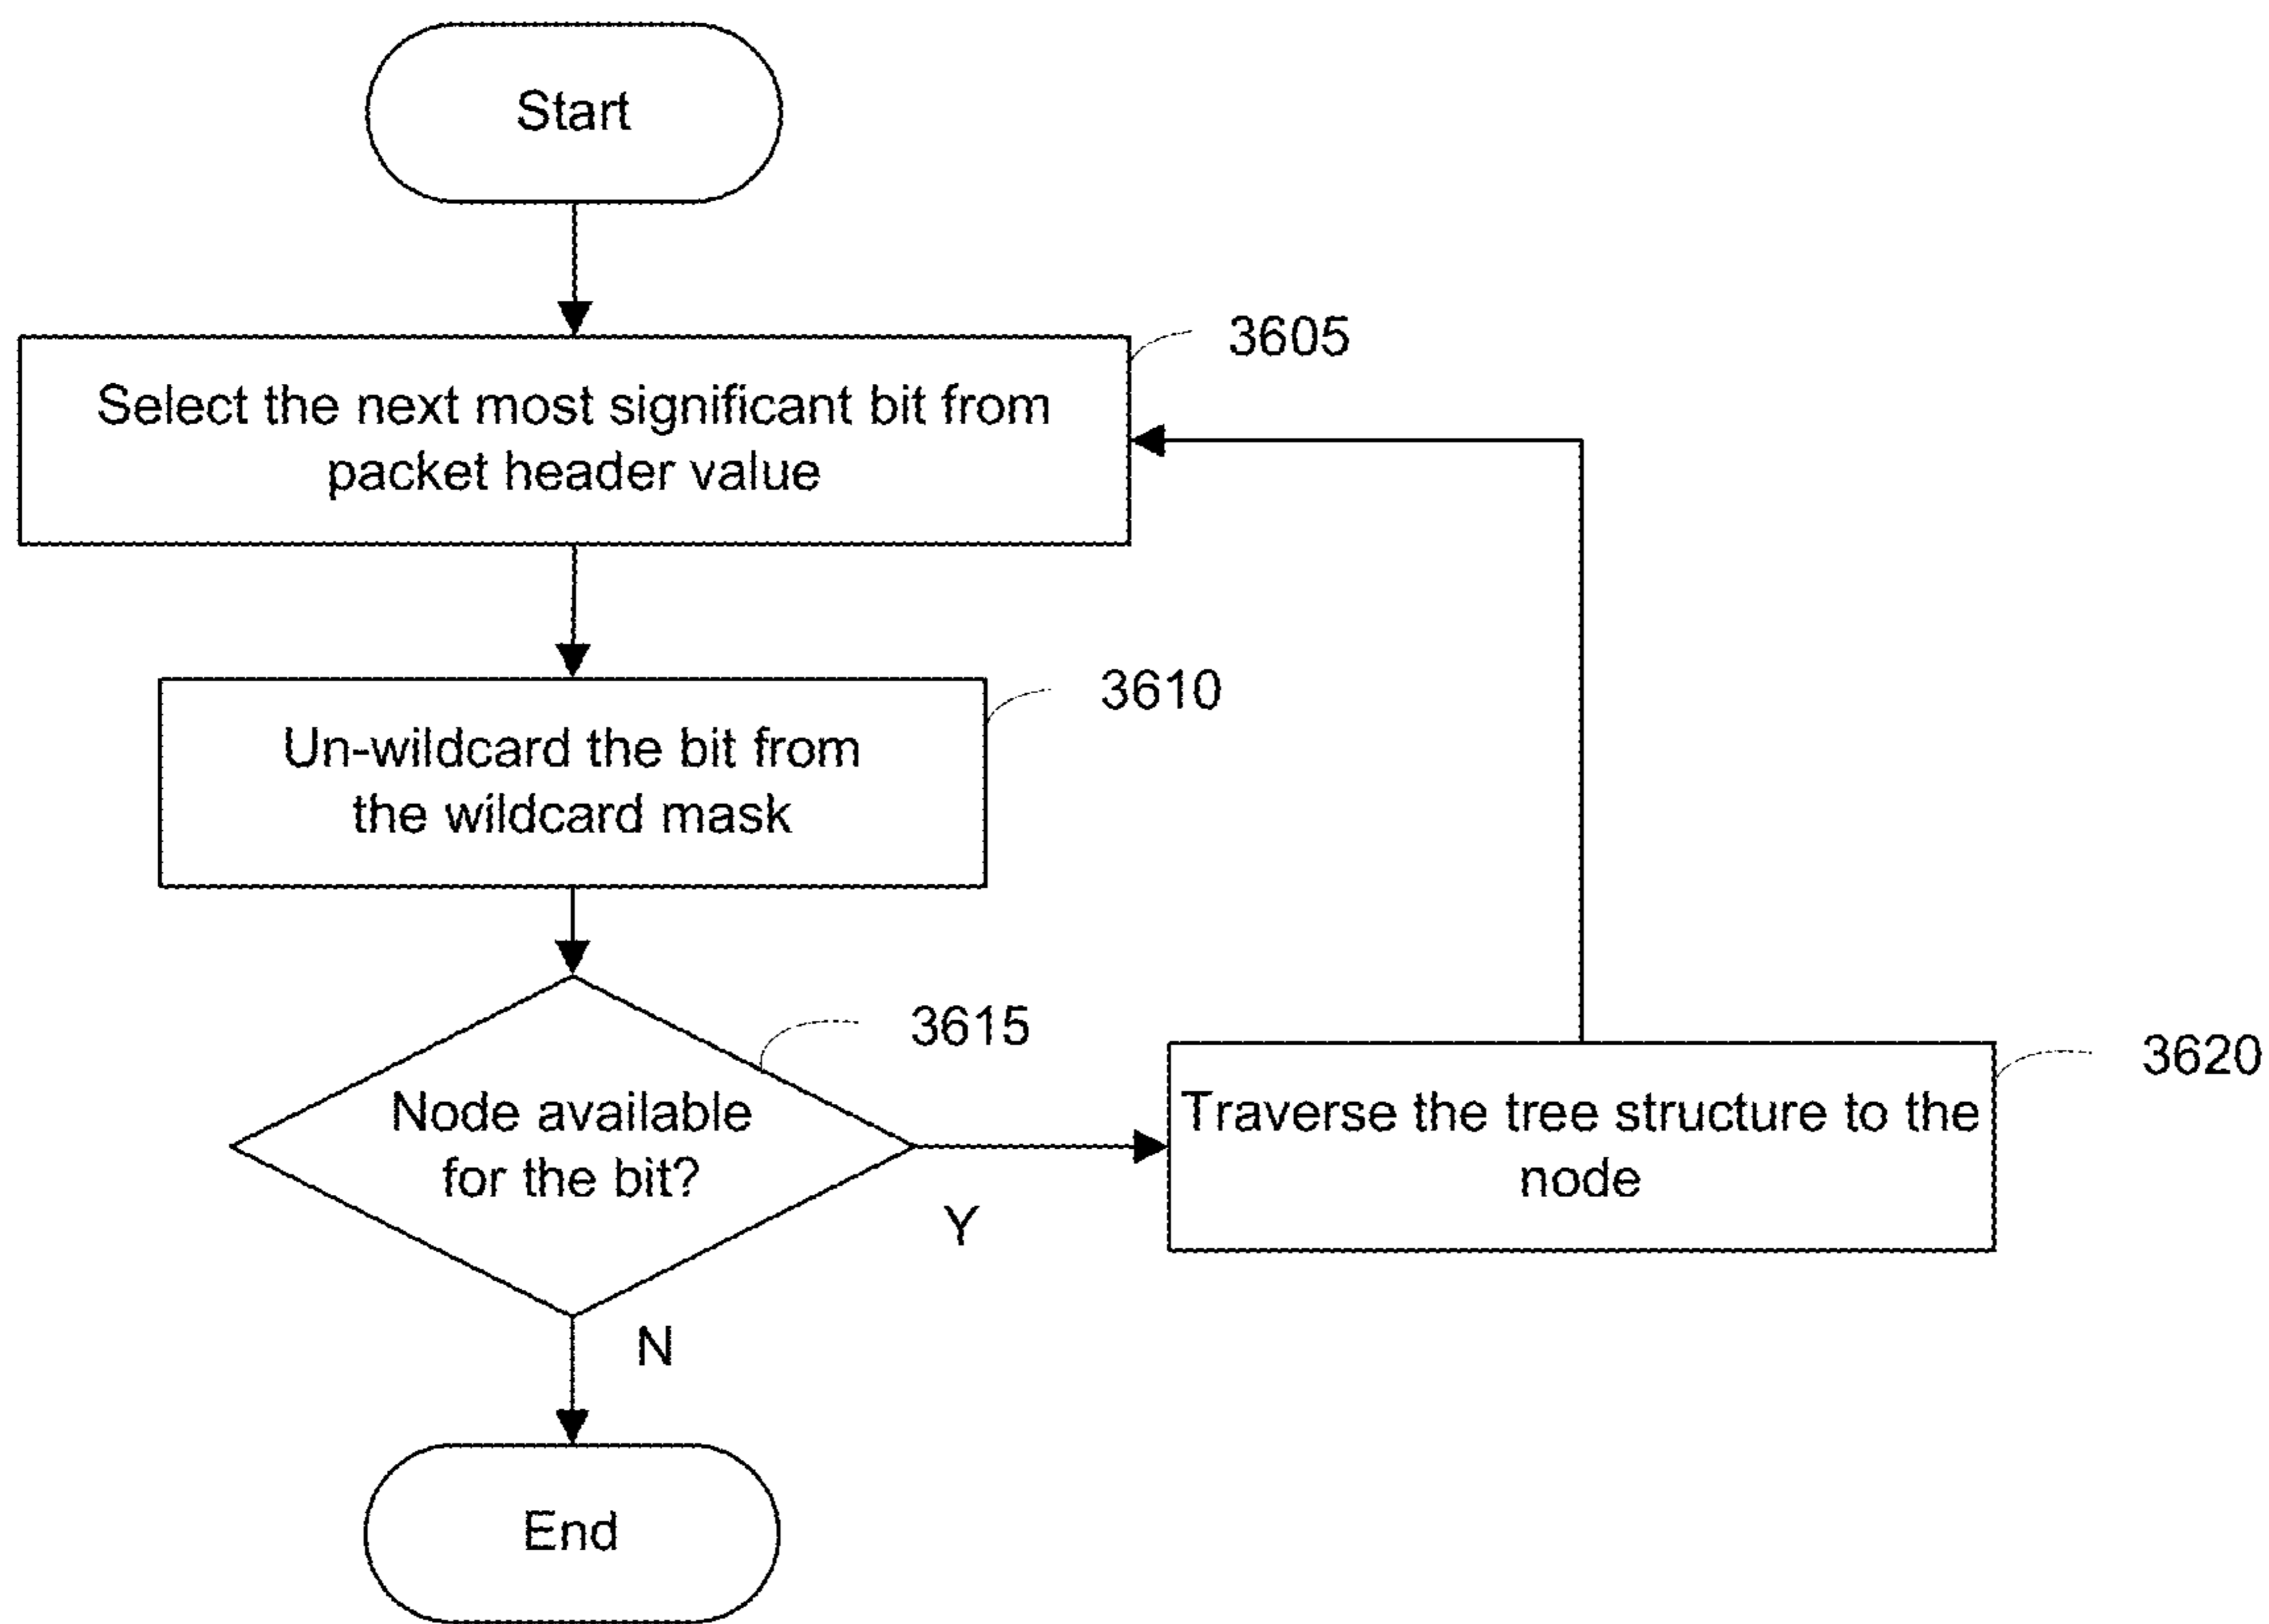 Start
3605
Select the next most significant bit from
packet header value
3610
Un-wildcard the bit from
the wildcard mask
3615
Node available
for the bit?
Y
3620
Traverse the tree structure to the
node
N
End